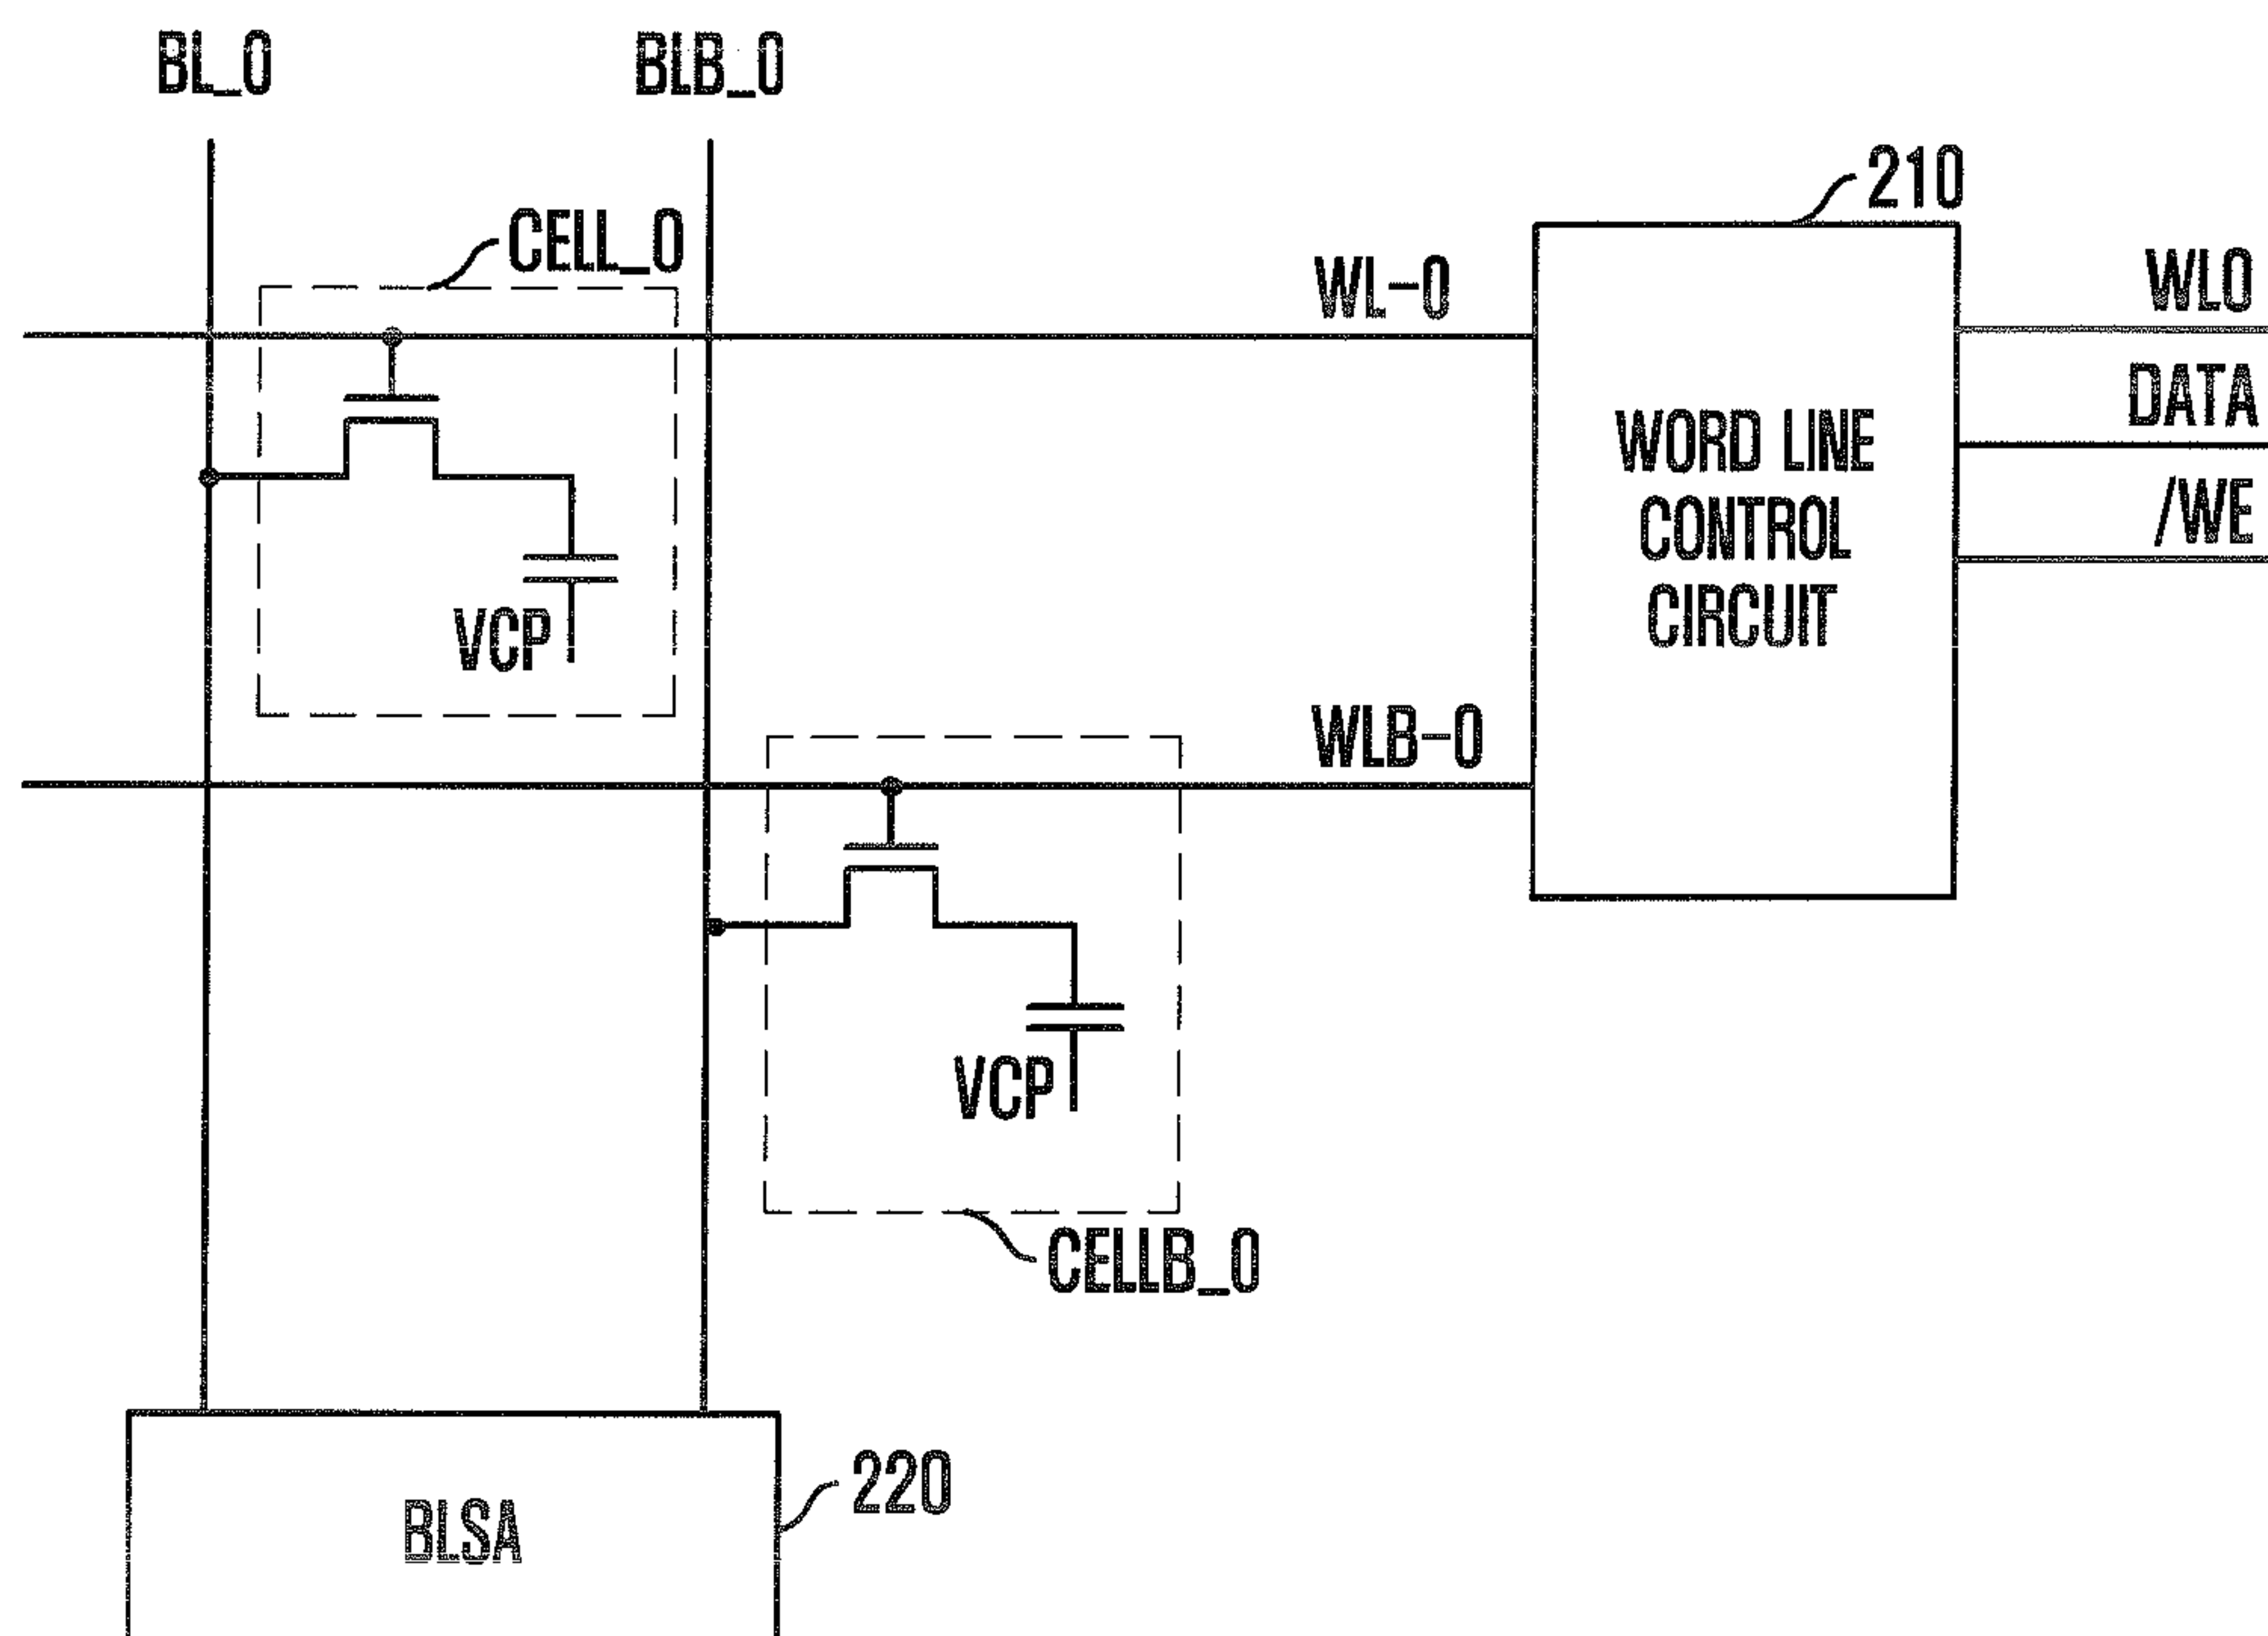 BL_0
BLB_0
210
CELL_0
WL-0
WL0
DATA
WORD LINE
CONTROL
CIRCUIT
/WE
VCP
WLB-0
VCP
CELLB_0
220
BLSA